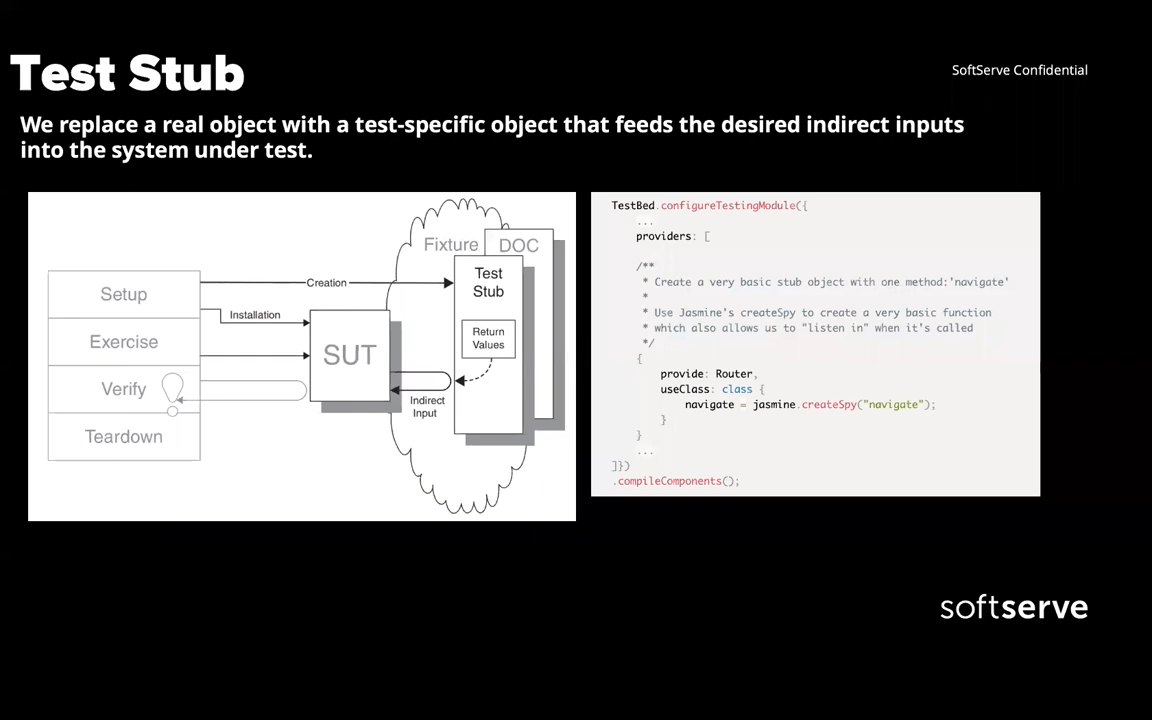 Test Stub
SoftServe Confidential
We replace a real object with a test-specific object that feeds the desired indirect inputs
into the system under test.
Fixture
DOC
Test
Stub
Creation
Setup
Installation
Return
Values
Exercise
SUT
Verify
Indirect
Input
Teardown
TestBed.configureTestingModule({
...
providers: [
/**
* Create a very basic stub object with one method:'navigate'
*
* Use Jasmine's createSpy to create a very basic function
* which also allows us to "listen in" when it's called
*/
{
provide: Router,
useClass: class {
navigate = jasmine.createSpy("navigate");
}
}
...
]})
.compileComponents();
softserve